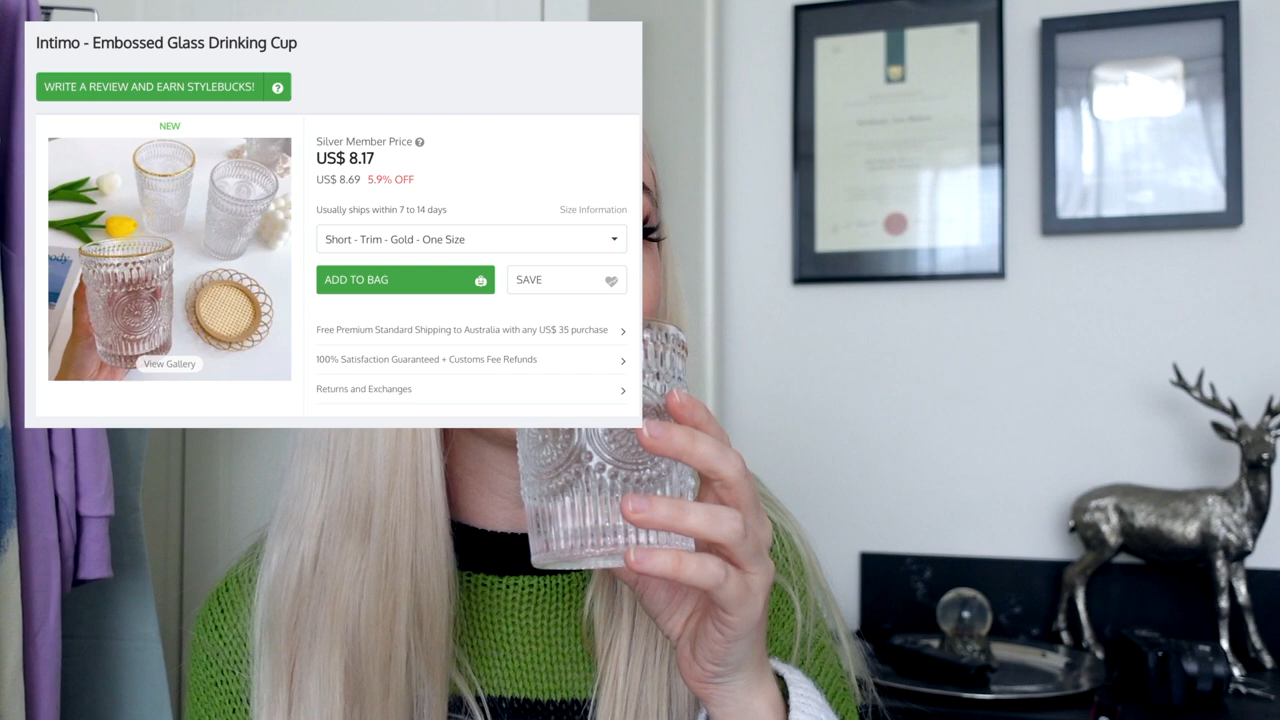 Intimo - Embossed Glass Drinking Cup
WRITE A REVIEW AND EARN STYLEBUCKS! ?
NEW
View Gallery
Silver Member Price ?
US$ 8.17
US$ 8.69 5.9% OFF
Usually ships within 7 to 14 days Size Information
Short - Trim - Gold - One Size
ADD TO BAG SAVE
Free Premium Standard Shipping to Australia with any US$ 35 purchase
100% Satisfaction Guaranteed + Customs Fee Refunds
Returns and Exchanges